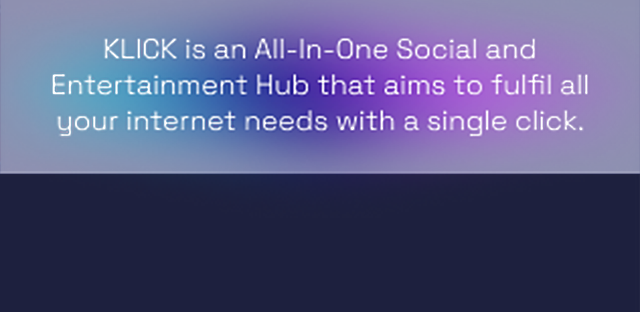 KLICK is an All-In-One Social and
Entertainment Hub that aims to fulfil all
your internet needs with a single click.